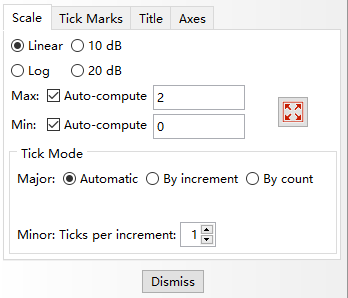 Scale Tick Marks Title Axes
Linear 10 dB
Log 20 dB
Max: Auto-compute 2
Min: Auto-compute 0
Tick Mode
Major: Automatic By increment By count
Minor: Ticks per increment: 1
Dismiss